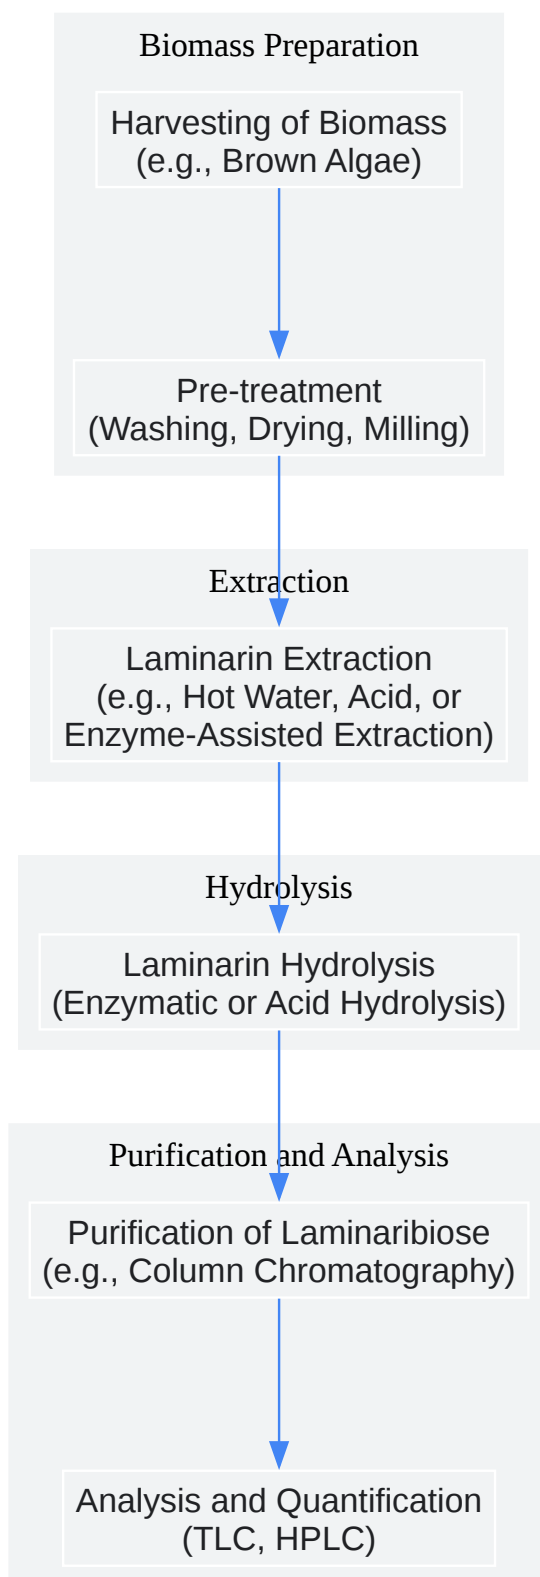 Biomass Preparation
Harvesting of Biomass
(e.g., Brown Algae)
Pre-treatment
(Washing, Drying, Milling)
Extraction
Laminarin Extraction
(e.g., Hot Water, Acid, or
Enzyme-Assisted Extraction)
Hydrolysis
Laminarin Hydrolysis
(Enzymatic or Acid Hydrolysis)
Purification and Analysis
Purification of Laminaribiose
(e.g., Column Chromatography)
Analysis and Quantification
(TLC, HPLC)